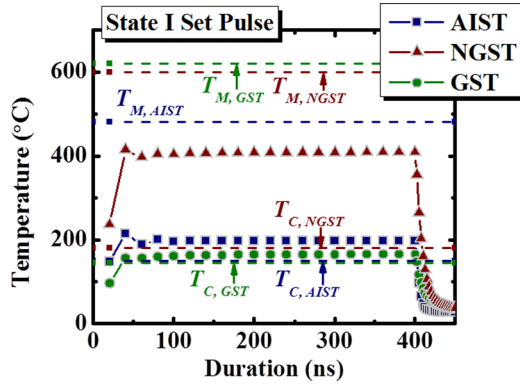 State I Set Pulse
AIST
NGST
GST
Temperature (°C)
600
400
200
0
T_M, GST
T_M, NGST
T_M, AIST
T_C, NGST
T_C, GST
T_C, AIST
0 100 200 300 400
Duration (ns)